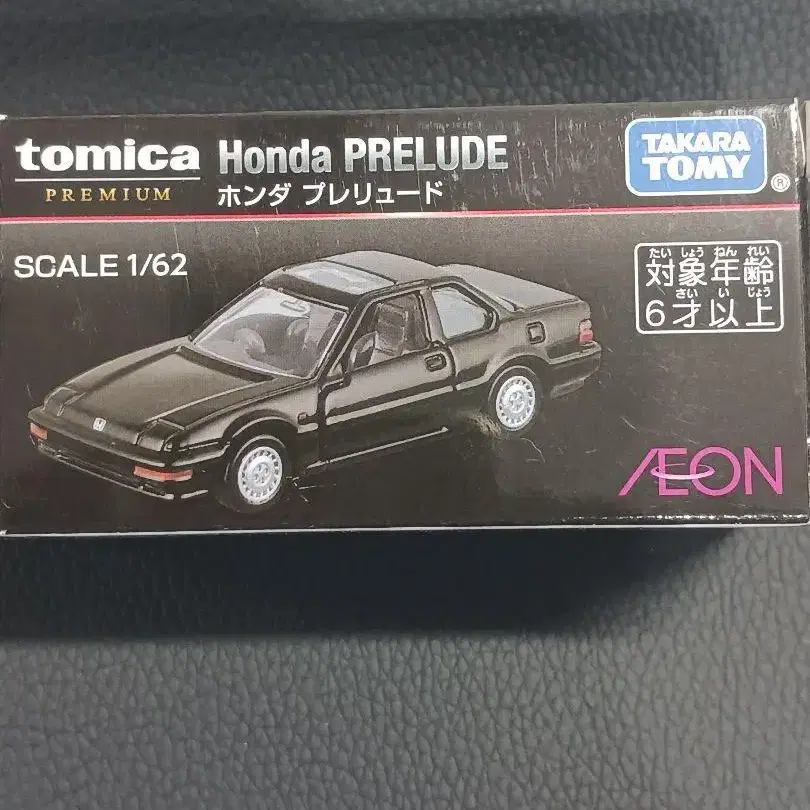 tomica
PREMIUM
Honda PRELUDE
ホンダ プレリュード
TAKARA
TOMY
®
SCALE 1/62
たい しょう ねん れい
対象年齢
さい い じょう
6才以上
ÆON